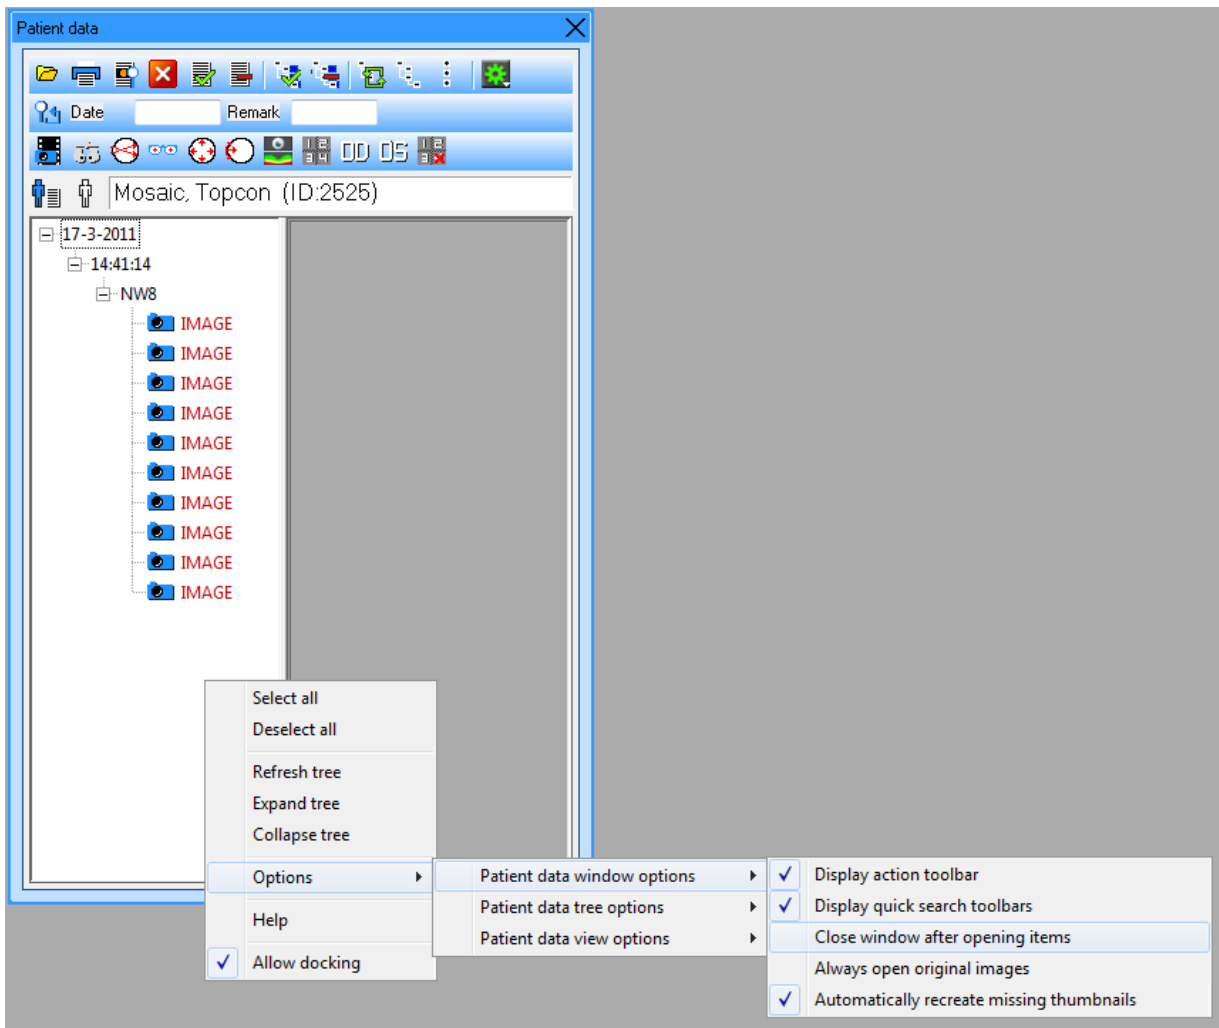 Patient data
Date
Remark
OD OS
Mosaic, Topcon (ID:2525)
17-3-2011
14:41:14
NW8
IMAGE
IMAGE
IMAGE
IMAGE
IMAGE
IMAGE
IMAGE
IMAGE
IMAGE
IMAGE
Select all
Deselect all
Refresh tree
Expand tree
Collapse tree
Options
Help
Allow docking
Patient data window options
Patient data tree options
Patient data view options
Display action toolbar
Display quick search toolbars
Close window after opening items
Always open original images
Automatically recreate missing thumbnails